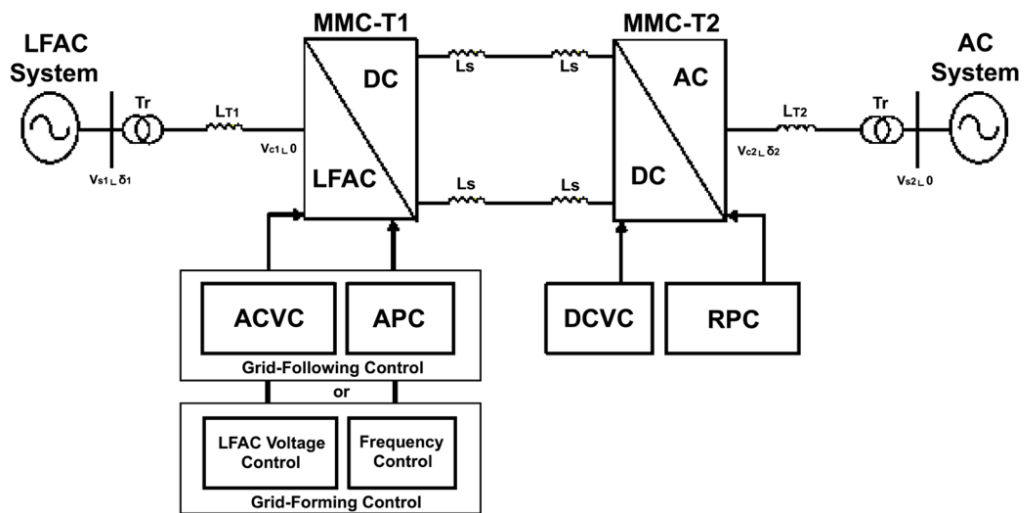 MMC-T1
MMC-T2
LFAC
System
AC
System
DC
AC
Ls
Ls
Tr
LT1
LT2
Tr
Vs1∟δ1
Vc1∟0
Vc2∟δ2
Vs2∟0
LFAC
DC
Ls
Ls
ACVC
APC
DCVC
RPC
Grid-Following Control
or
LFAC Voltage
Control
Frequency
Control
Grid-Forming Control